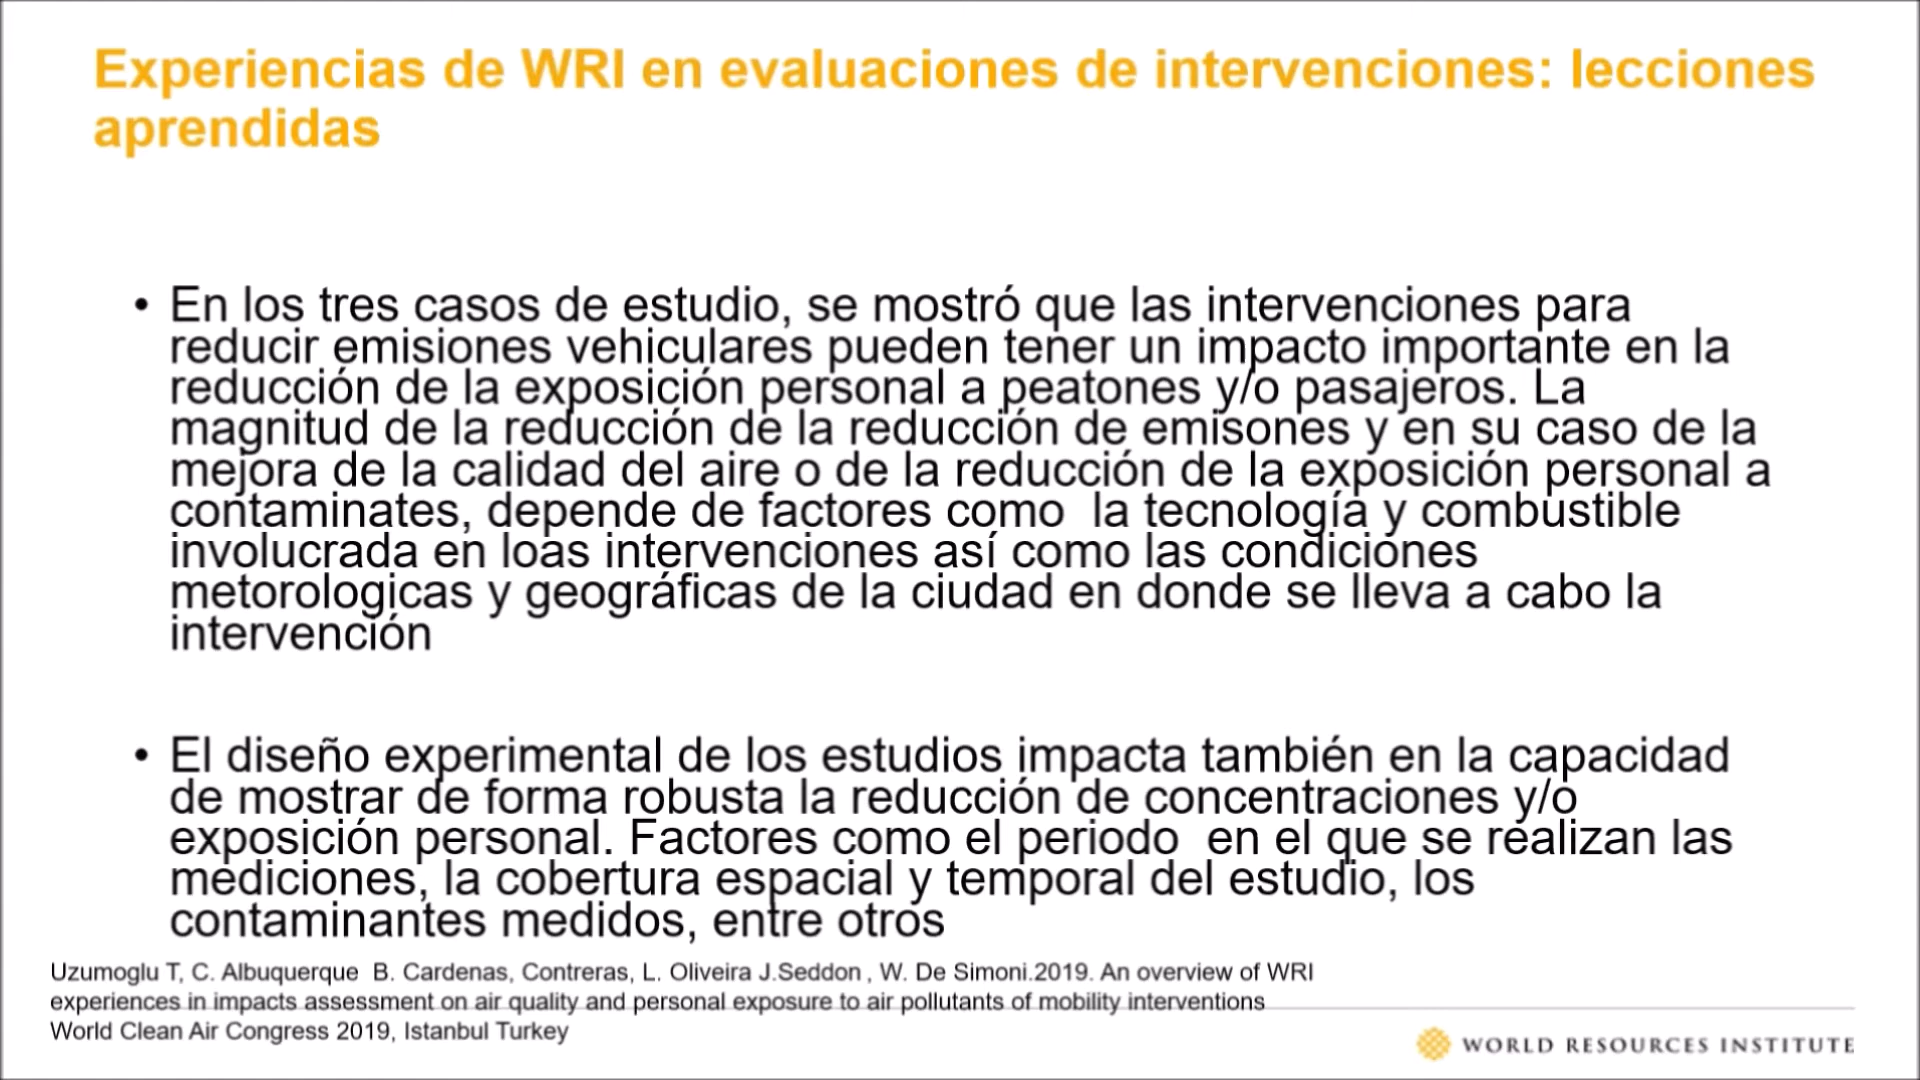 Experiencias de WRI en evaluaciones de intervenciones: lecciones
aprendidas
• En los tres casos de estudio, se mostró que las intervenciones para
reducir emisiones vehiculares pueden tener un impacto importante en la
reducción de la exposición personal a peatones y/o pasajeros. La
magnitud de la reducción de la reducción de emisones y en su caso de la
mejora de la calidad del aire o de la reducción de la exposición personal a
contaminates, depende de factores como  la tecnología y combustible
involucrada en loas intervenciones así como las condiciones
metorologicas y geográficas de la ciudad en donde se lleva a cabo la
intervención
• El diseño experimental de los estudios impacta también en la capacidad
de mostrar de forma robusta la reducción de concentraciones y/o
exposición personal. Factores como el periodo  en el que se realizan las
mediciones, la cobertura espacial y temporal del estudio, los
contaminantes medidos, entre otros
Uzumoglu T, C. Albuquerque  B. Cardenas, Contreras, L. Oliveira J.Seddon , W. De Simoni.2019. An overview of WRI
experiences in impacts assessment on air quality and personal exposure to air pollutants of mobility interventions
World Clean Air Congress 2019, Istanbul Turkey
WORLD RESOURCES INSTITUTE